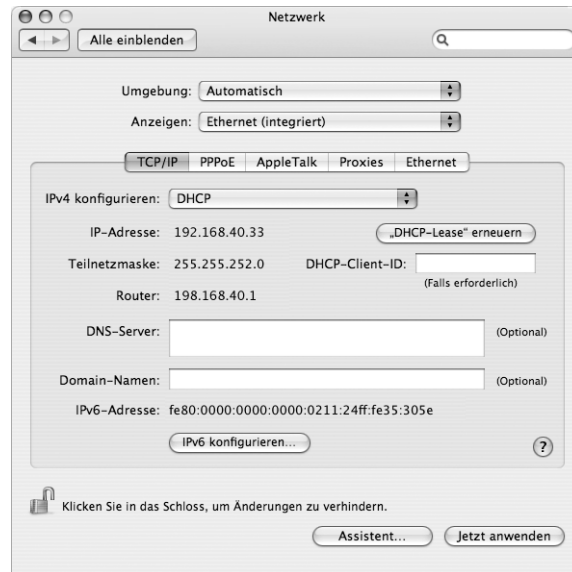 Netzwerk
Alle einblenden
Umgebung: Automatisch
Anzeigen: Ethernet (integriert)
TCP/IP PPPoE AppleTalk Proxies Ethernet
IPv4 konfigurieren: DHCP
IP-Adresse: 192.168.40.33 „DHCP-Lease“ erneuern
Teilnetzmaske: 255.255.252.0 DHCP-Client-ID:
(Falls erforderlich)
Router: 198.168.40.1
DNS-Server: (Optional)
Domain-Namen: (Optional)
IPv6-Adresse: fe80:0000:0000:0000:0211:24ff:fe35:305e
IPv6 konfigurieren... ?
Klicken Sie in das Schloss, um Änderungen zu verhindern.
Assistent... Jetzt anwenden